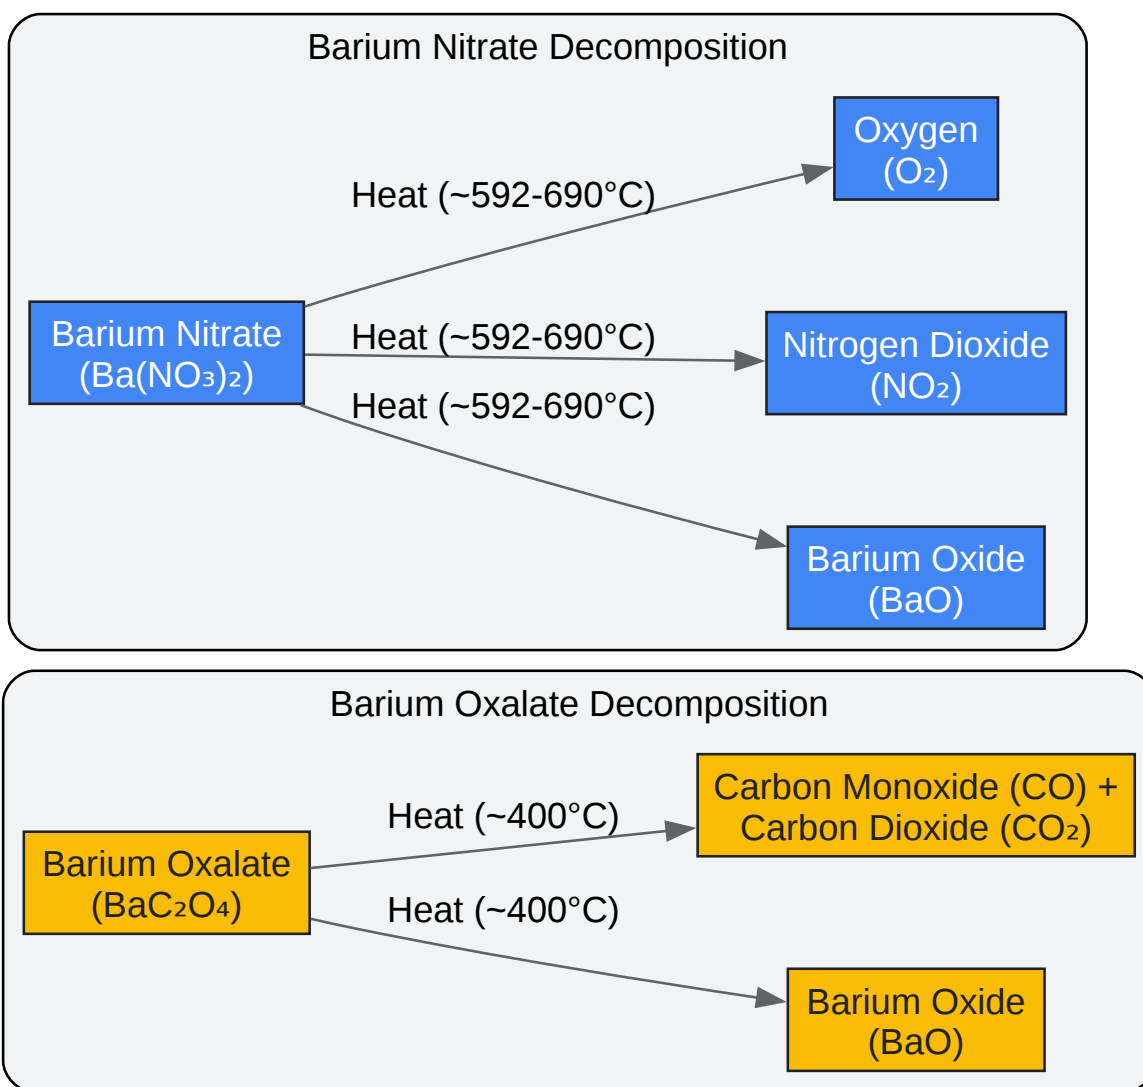 Barium Nitrate Decomposition
Oxygen
(O₂)
Heat (~592-690°C)
Barium Nitrate
(Ba(NO₃)₂)
Heat (~592-690°C)
Nitrogen Dioxide
(NO₂)
Heat (~592-690°C)
Barium Oxide
(BaO)
Barium Oxalate Decomposition
Carbon Monoxide (CO) +
Carbon Dioxide (CO₂)
Heat (~400°C)
Barium Oxalate
(BaC₂O₄)
Heat (~400°C)
Barium Oxide
(BaO)